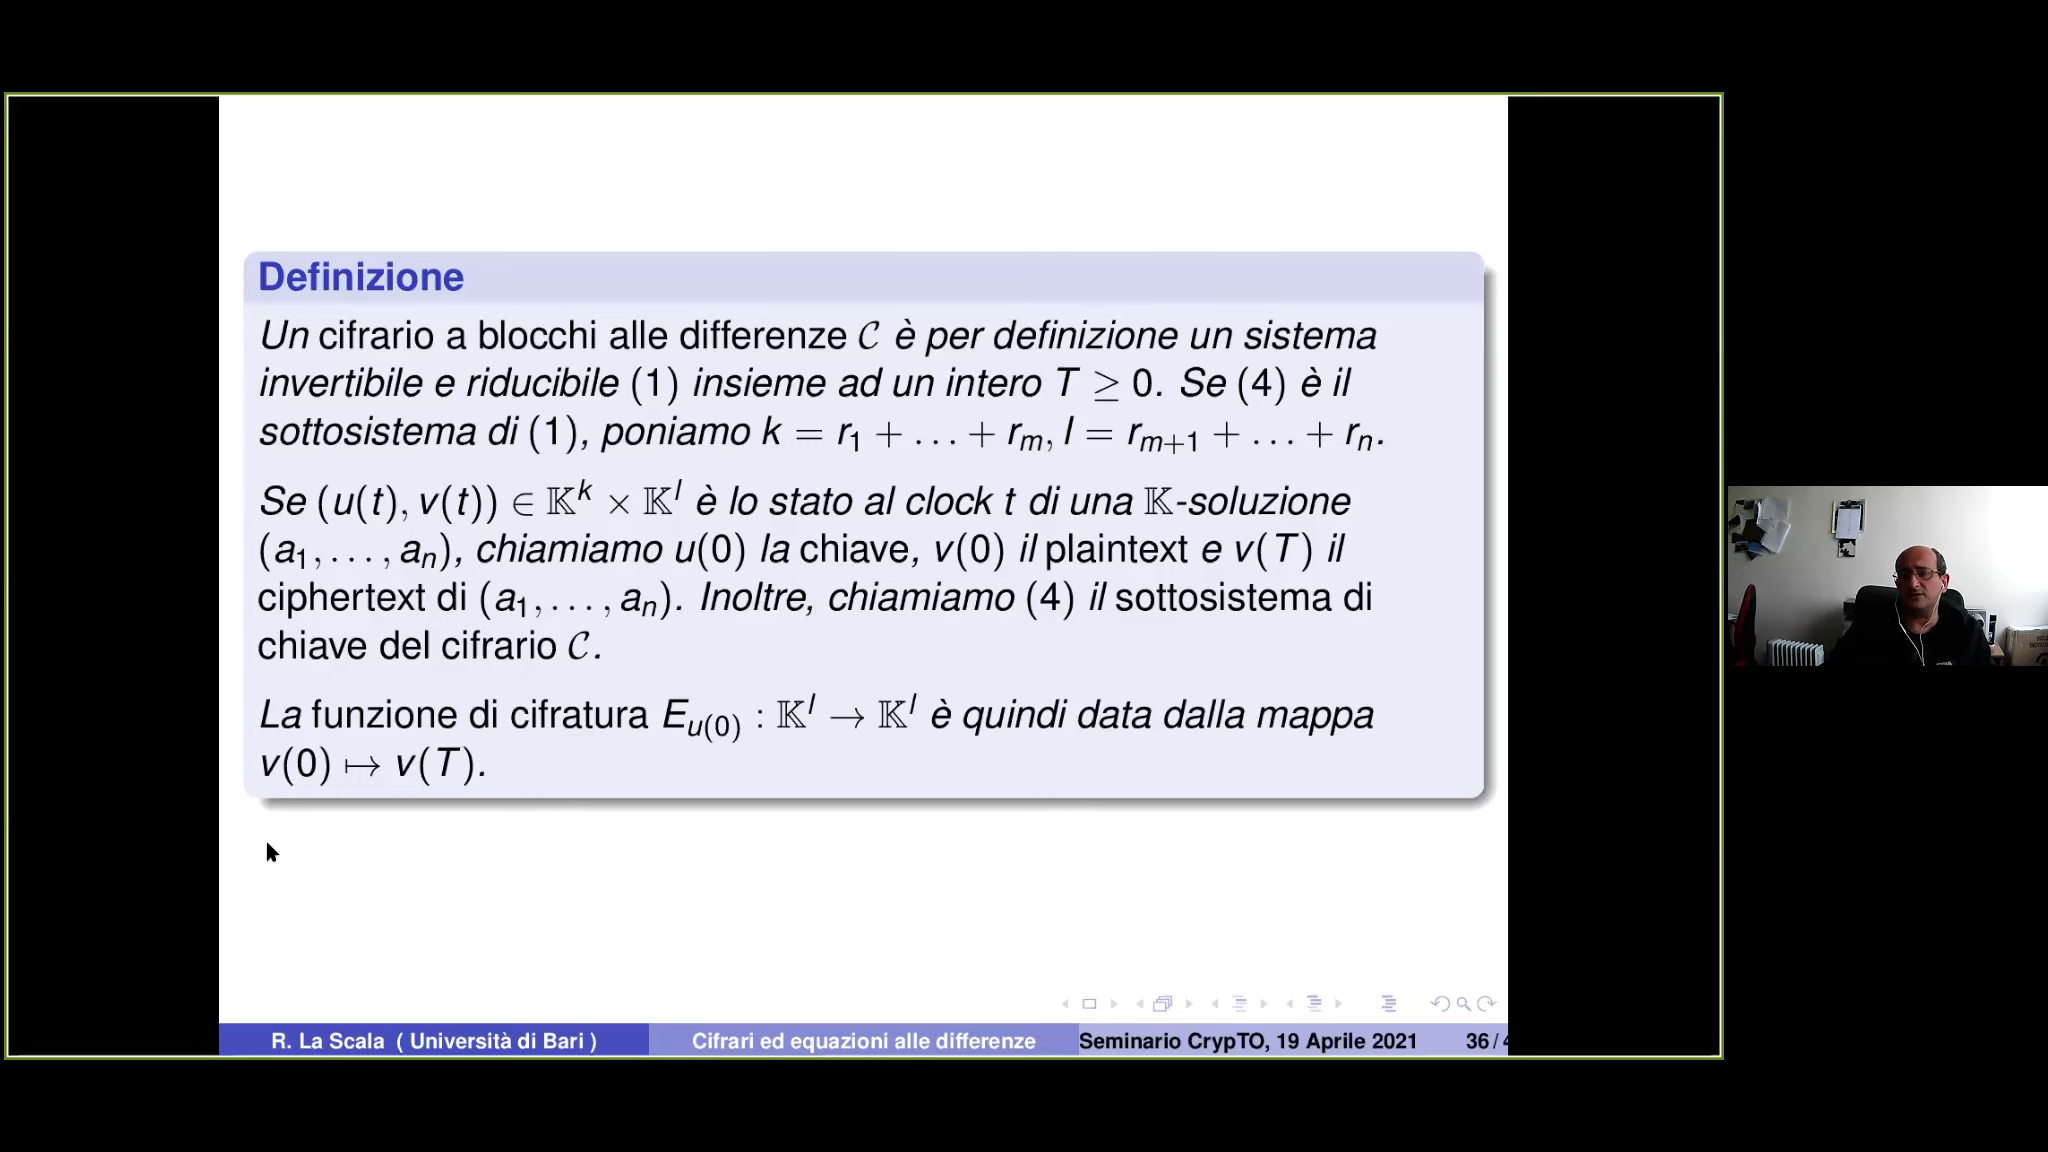 Definizione
Un cifrario a blocchi alle differenze 𝒞 è per definizione un sistema
invertibile e riducibile (1) insieme ad un intero T ≥ 0. Se (4) è il
sottosistema di (1), poniamo k = r₁ + … + rₘ, l = rₘ₊₁ + … + rₙ.
Se (u(t), v(t)) ∈ 𝕂ᵏ × 𝕂ˡ è lo stato al clock t di una 𝕂-soluzione
(a₁, …, aₙ), chiamiamo u(0) la chiave, v(0) il plaintext e v(T) il
ciphertext di (a₁, …, aₙ). Inoltre, chiamiamo (4) il sottosistema di
chiave del cifrario 𝒞.
La funzione di cifratura E_{u(0)} : 𝕂ˡ → 𝕂ˡ è quindi data dalla mappa
v(0) ↦ v(T).
R. La Scala ( Università di Bari ) Cifrari ed equazioni alle differenze Seminario CrypTO, 19 Aprile 2021 36 /